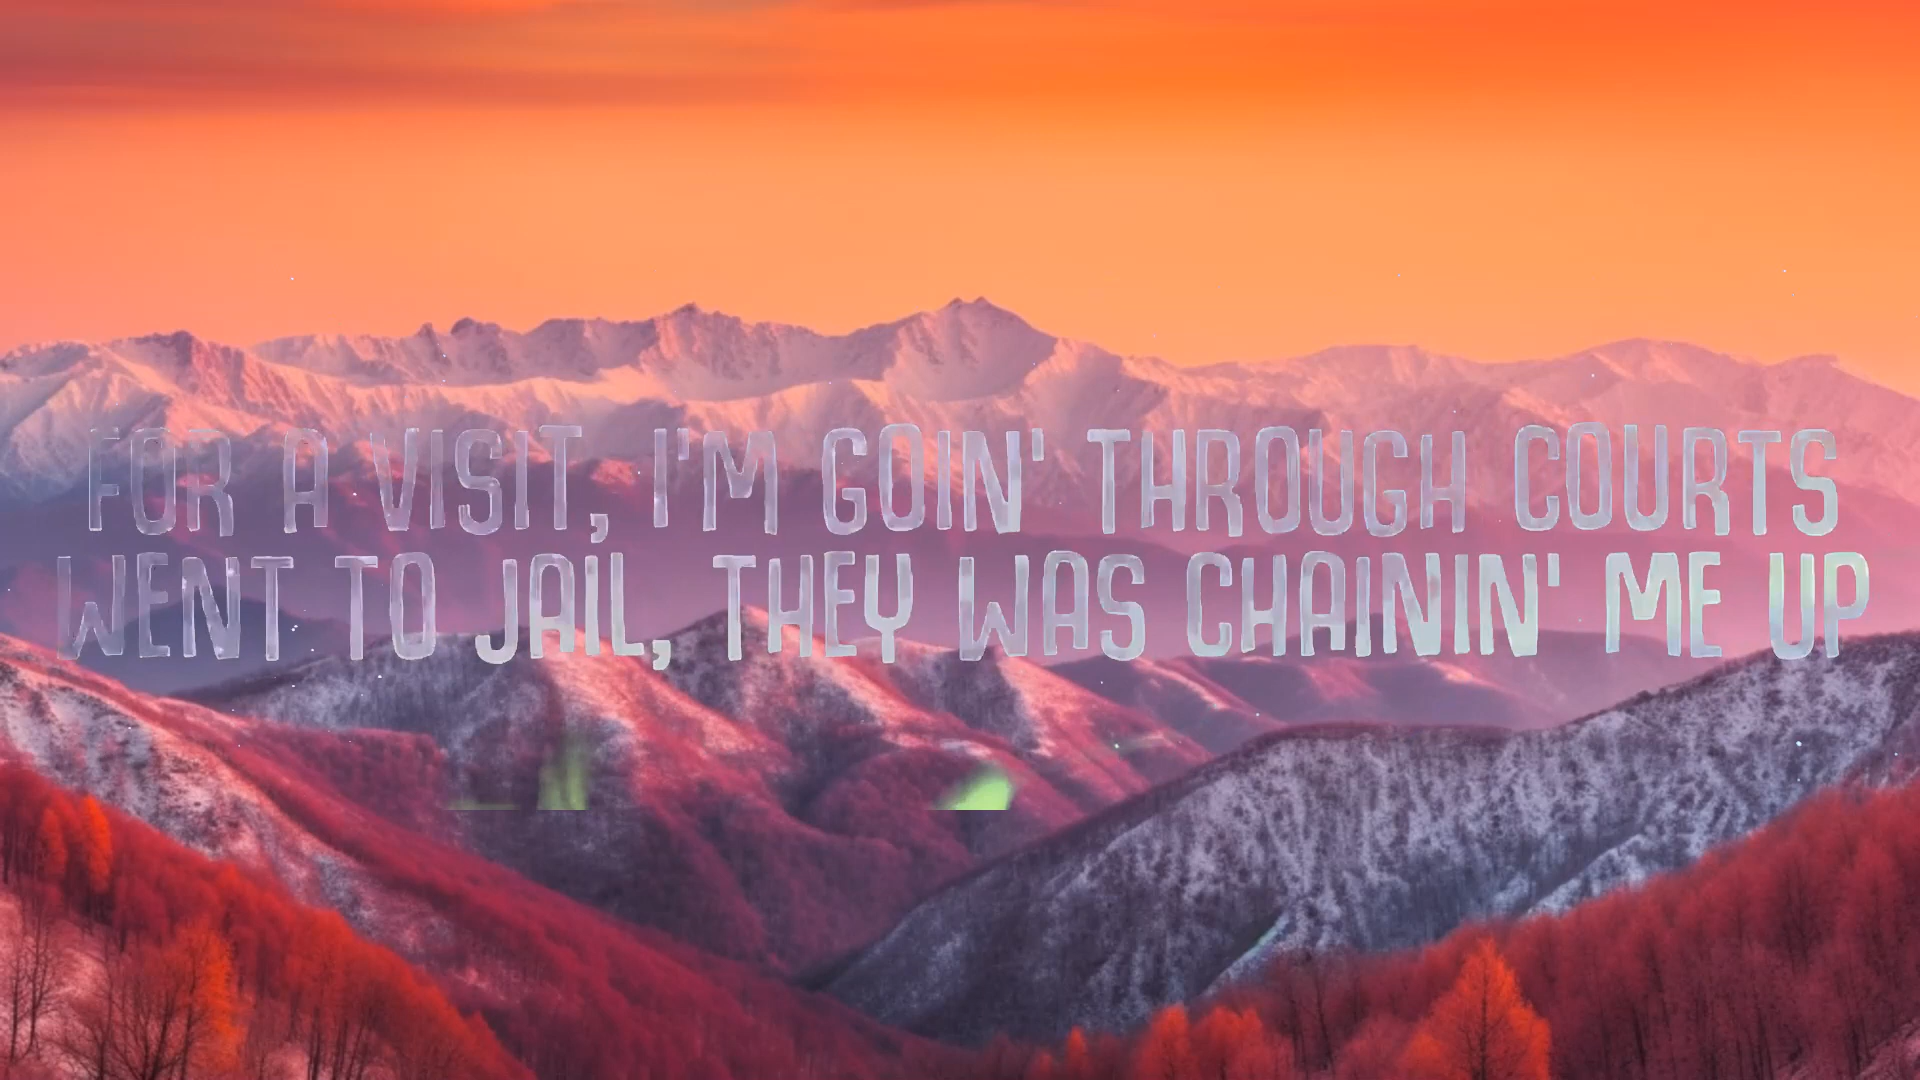 FOR A VISIT, I'M GOIN' THROUGH COURTS
WENT TO JAIL, THEY WAS CHAININ' ME UP